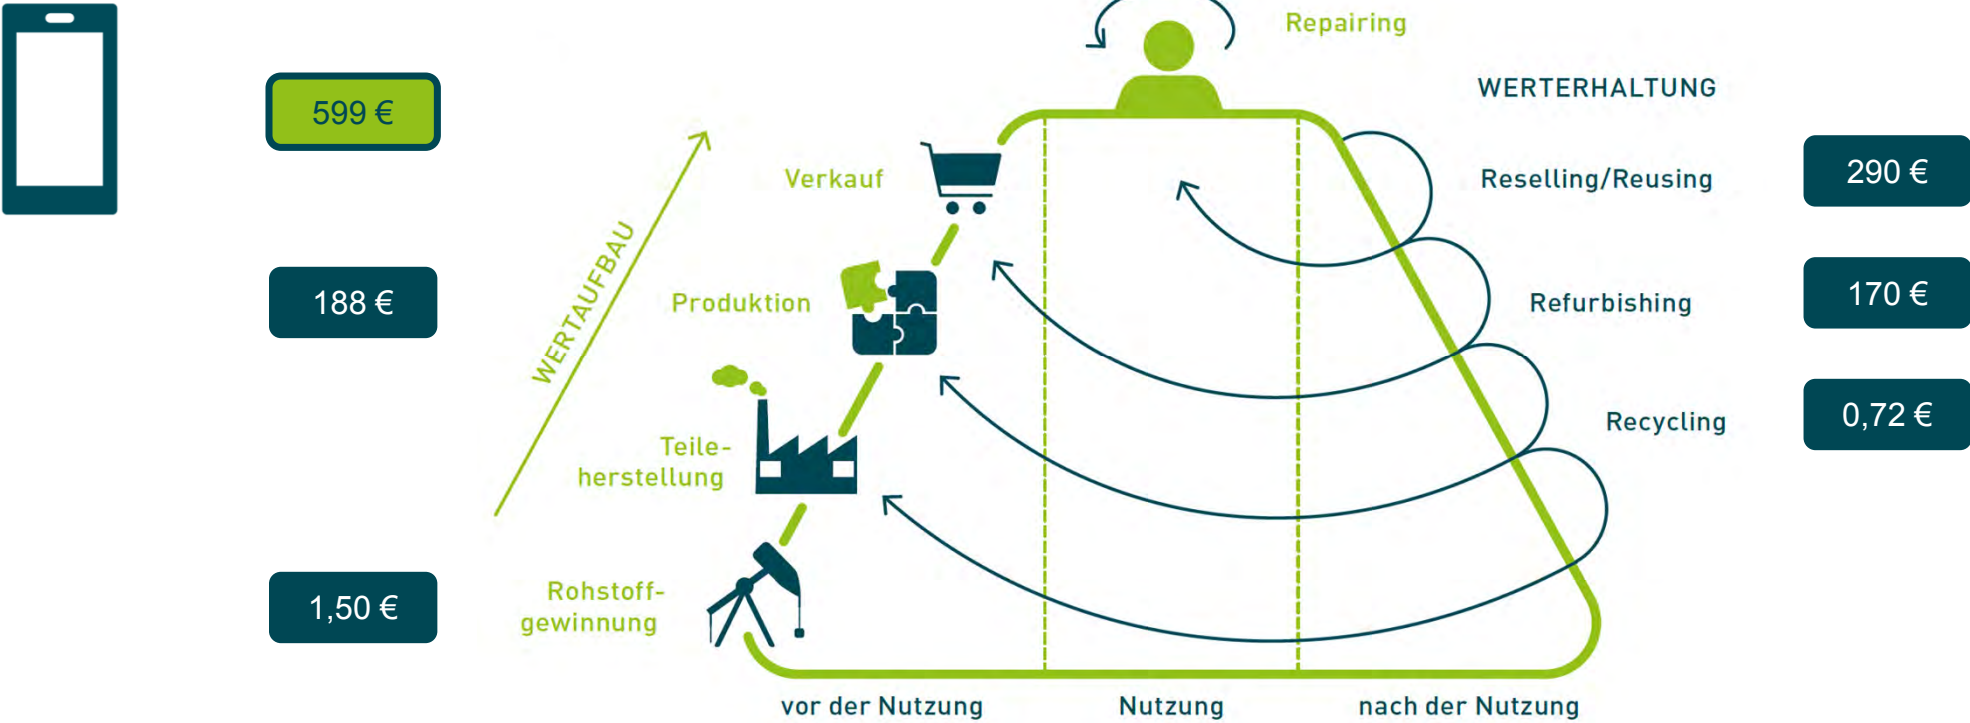 Repairing
599 €
WERTERHALTUNG
Verkauf
Reselling/Reusing
290 €
WERTAUFBAU
188 €
Produktion
Refurbishing
170 €
Teile-
herstellung
Recycling
0,72 €
1,50 €
Rohstoff-
gewinnung
vor der Nutzung
Nutzung
nach der Nutzung